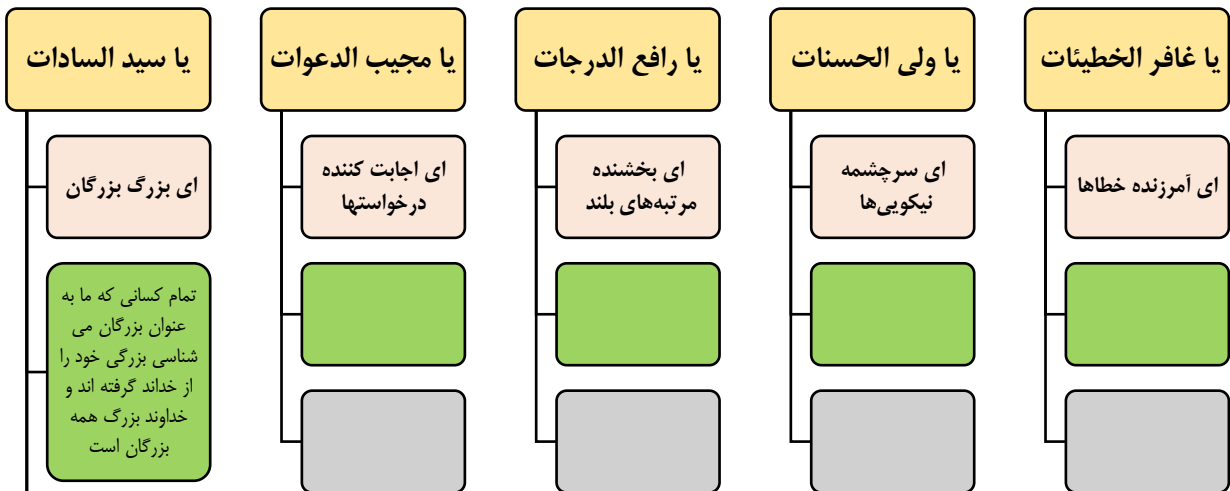 یا غافر الخطیئات
یا ولی الحسنات
یا رافع الدرجات
یا مجیب الدعوات
یا سید السادات
ای آمرزنده خطاها
ای سرچشمه
نیکویی‌ها
ای بخشنده
مرتبه‌های بلند
ای اجابت کننده
درخواستها
ای بزرگ بزرگان
تمام کسانی که ما به
عنوان بزرگان می
شناسی بزرگی خود را
از خداند گرفته اند و
خداوند بزرگ همه
بزرگان است